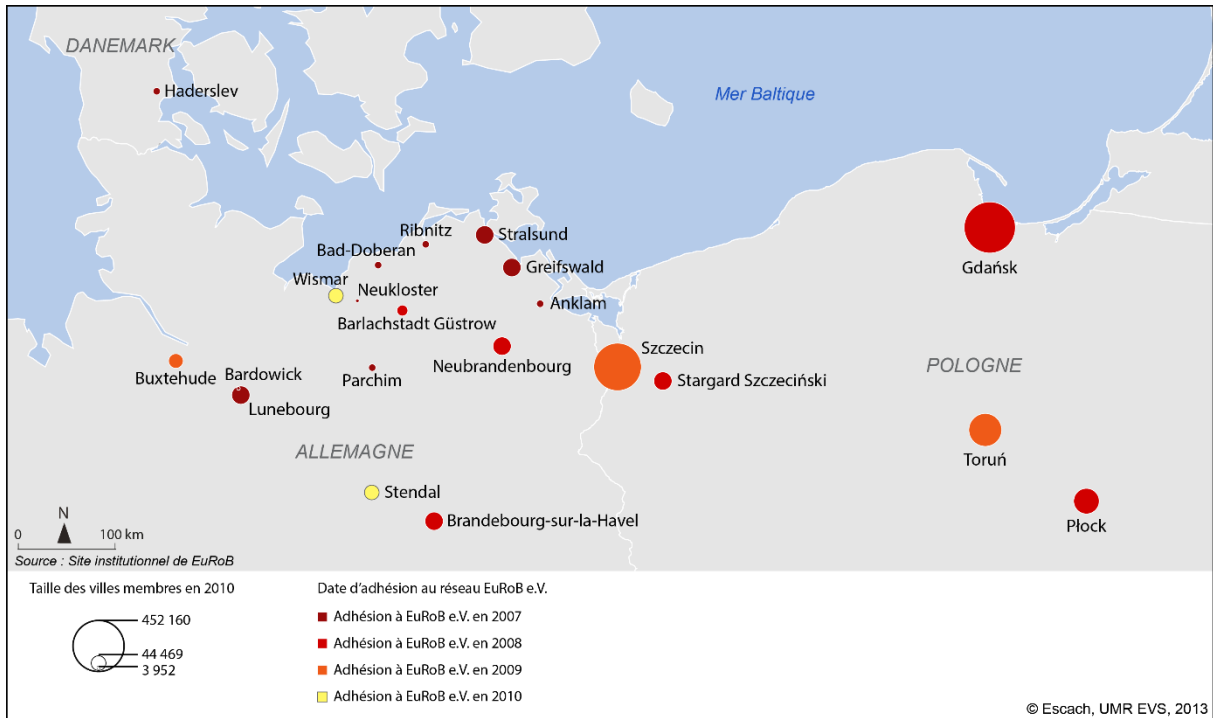 DANEMARK
Haderslev
Mer Baltique
Ribnitz
Stralsund
Bad-Doberan
Greifswald
Gdańsk
Wismar
Neukloster
Anklam
Barlachstadt Güstrow
Szczecin
Neubrandenbourg
POLOGNE
Buxtehude
Bardowick
Parchim
Stargard Szczeciński
Lunebourg
ALLEMAGNE
Toruń
Stendal
Brandebourg-sur-la-Havel
Płock
N
0 100 km
Source : Site institutionnel de EuRoB
Taille des villes membres en 2010
452 160
44 469
3 952
Date d'adhésion au réseau EuRoB e.V.
Adhésion à EuRoB e.V. en 2007
Adhésion à EuRoB e.V. en 2008
Adhésion à EuRoB e.V. en 2009
Adhésion à EuRoB e.V. en 2010
© Escach, UMR EVS, 2013